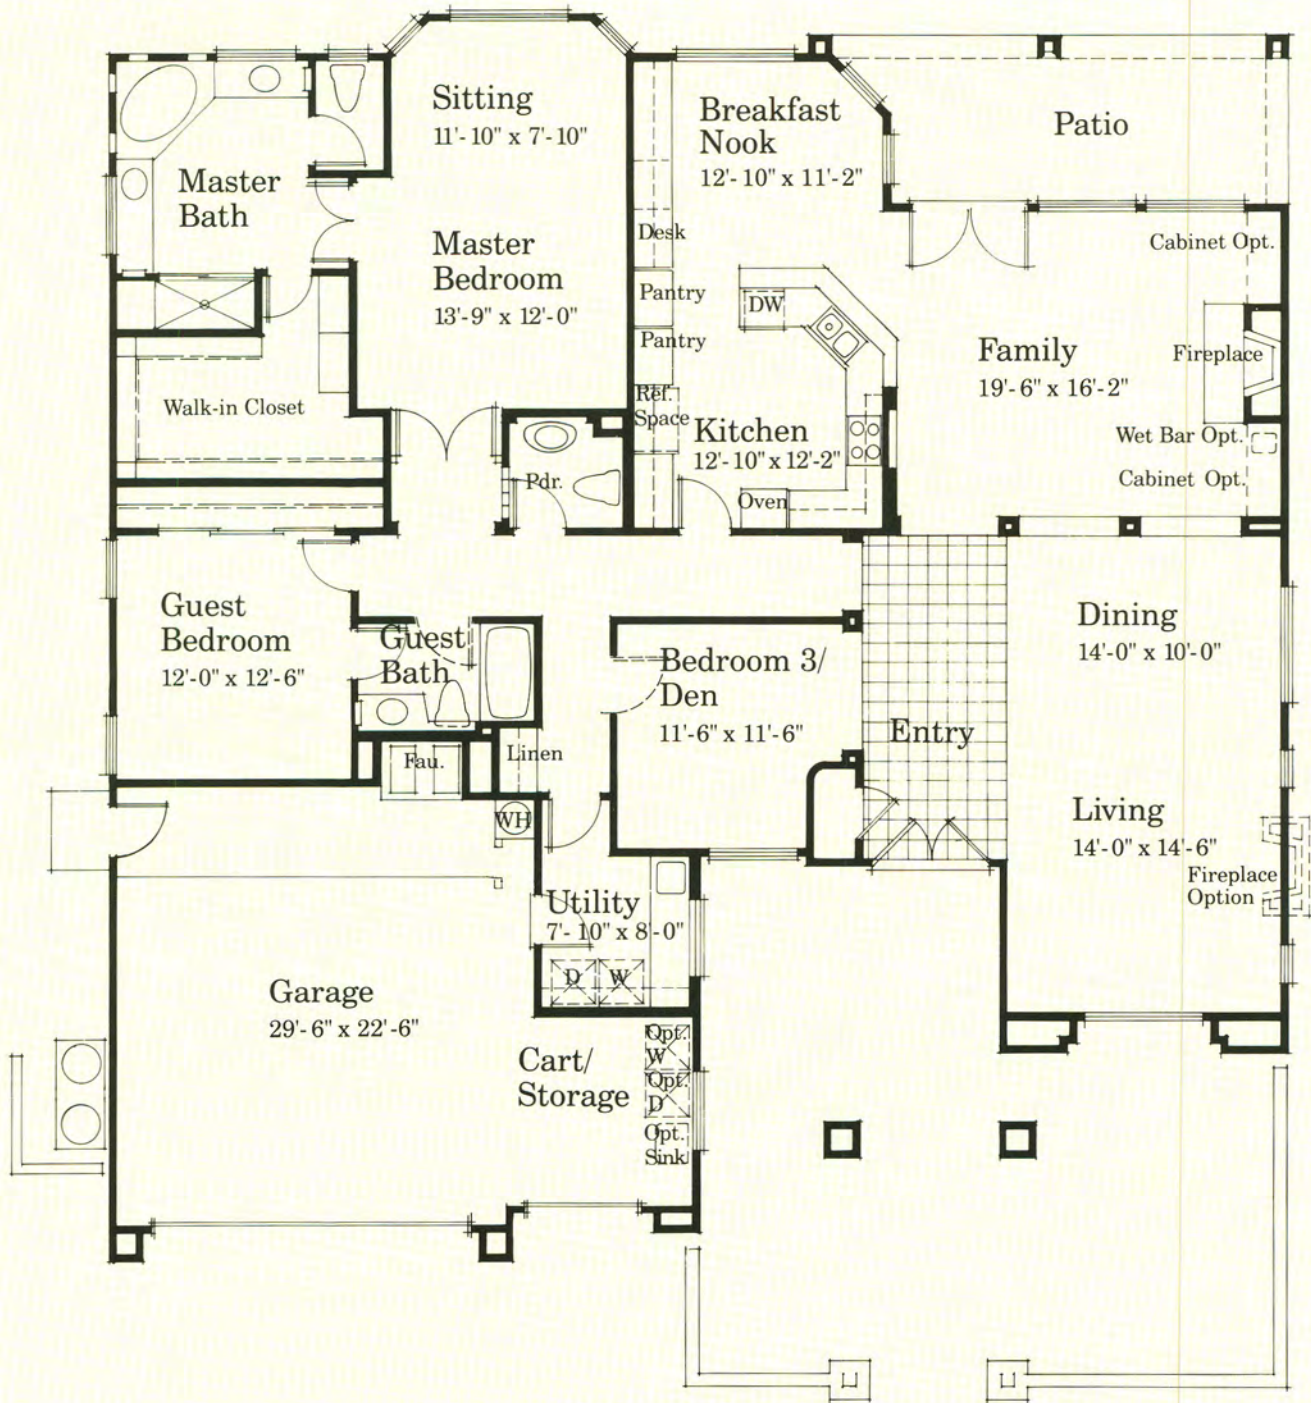 Sitting
11'-10" x 7'-10"
Breakfast
Nook
12'-10" x 11'-2"
Patio
Master
Bath
Master
Bedroom
13'-9" x 12'-0"
Desk
Pantry
Pantry
Ref.
Space
DW
Cabinet Opt.
Family
19'-6" x 16'-2"
Fireplace
Wet Bar Opt.
Cabinet Opt.
Walk-in Closet
Kitchen
12'-10" x 12'-2"
Oven
Pdr.
Guest
Bedroom
12'-0" x 12'-6"
Guest
Bath
Bedroom 3/
Den
11'-6" x 11'-6"
Dining
14'-0" x 10'-0"
Entry
Fau.
Linen
WH
Living
14'-0" x 14'-6"
Fireplace
Option
Utility
7'-10" x 8'-0"
D
W
Garage
29'-6" x 22'-6"
Cart/
Storage
Opt.
W
Opt.
D
Opt.
Sink